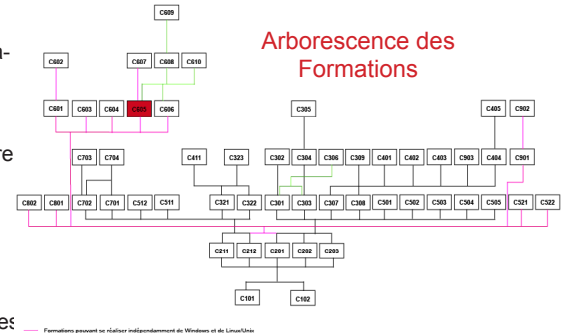 C609
Arborescence des
Formations
a-
C602 C607 C608 C610
C601 C603 C604 C605 C606
C305 C405 C902
re
C703 C704 C411 C323 C302 C304 C306 C309 C401 C402 C403 C903 C404 C901
C802 C801 C702 C701 C512 C511 C321 C322 C301 C303 C307 C308 C501 C502 C503 C504 C505 C521 C522
C211 C212 C201 C202 C203
C101 C102
es
Formations pouvant se réaliser indépendamment de Windows et de Linux/Unix